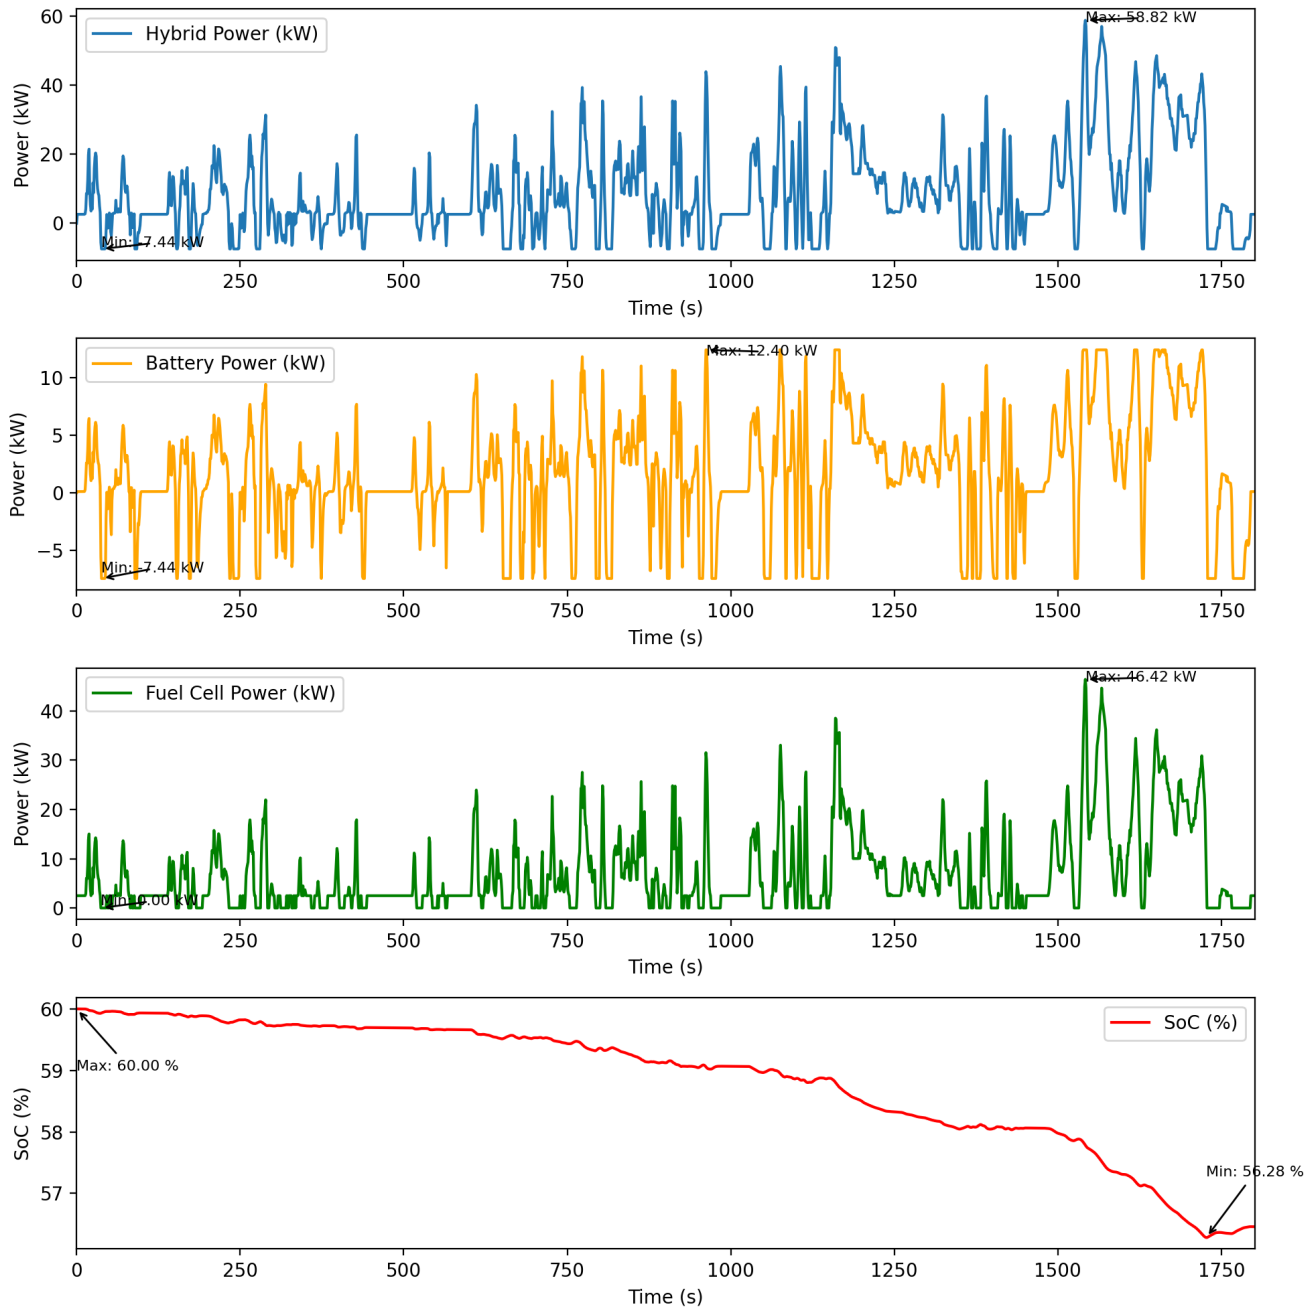 60
40
20
0
Power (kW)
Hybrid Power (kW)
Max: 58.82 kW
Min: -7.44 kW
0 250 500 750 1000 1250 1500 1750
Time (s)
10
5
0
−5
Power (kW)
Battery Power (kW)
Max: 12.40 kW
Min: -7.44 kW
0 250 500 750 1000 1250 1500 1750
Time (s)
40
30
20
10
0
Power (kW)
Fuel Cell Power (kW)
Max: 46.42 kW
Min: 0.00 kW
0 250 500 750 1000 1250 1500 1750
Time (s)
60
59
58
57
SoC (%)
SoC (%)
Max: 60.00 %
Min: 56.28 %
0 250 500 750 1000 1250 1500 1750
Time (s)